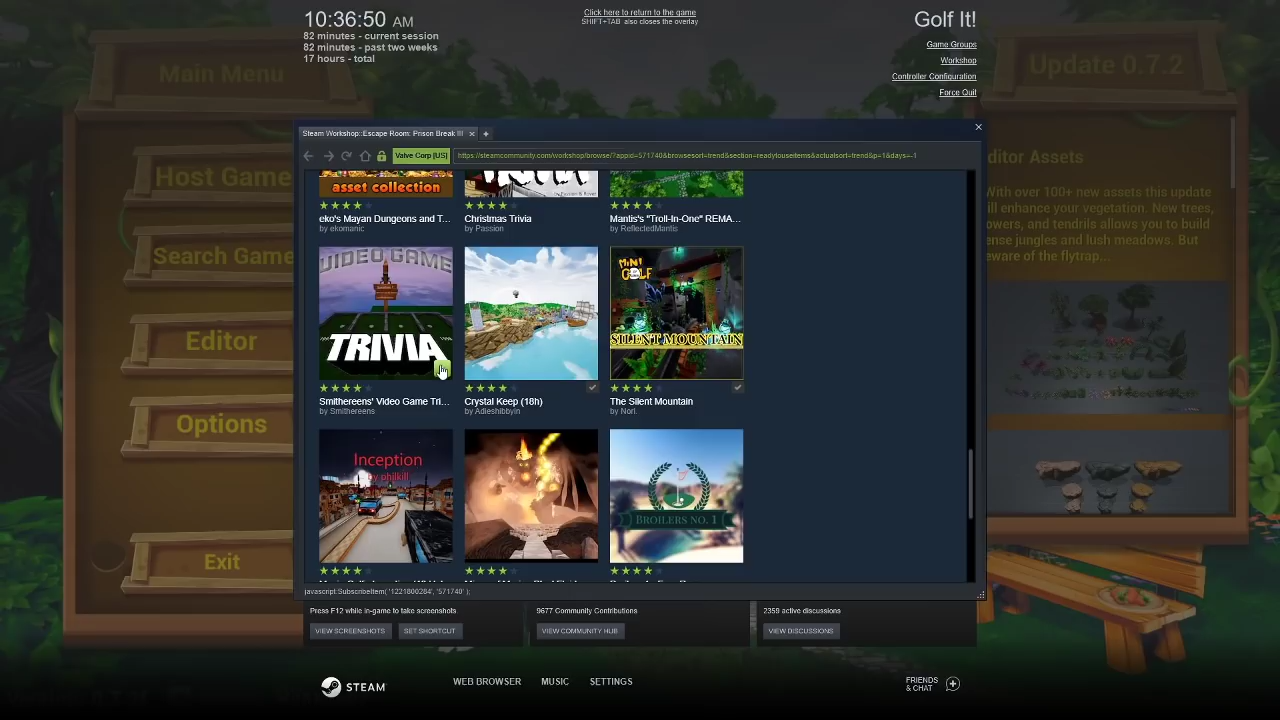 10:36:50 AM
82 minutes - current session
82 minutes - past two weeks
17 hours - total
Click here to return to the game
SHIFT+TAB also closes the overlay
Golf It!
Game Groups
Workshop
Controller Configuration
Force Quit
Main Menu
Host Game
Search Game
Editor
Options
Exit
Update 0.7.2
ditor Assets
With over 100+ new assets this update
ill enhance your vegetation. New trees,
owers, and tendrils allows you to build
ense jungles and lush meadows. But
eware of the flytrap...
Steam Workshop::Escape Room: Prison Break !!!
Valve Corp [US]
https://steamcommunity.com/workshop/browse/?appid=571740&browsesort=trend&section=readytouseitems&actualsort=trend&p=1&days=-1
asset collection
eko's Mayan Dungeons and T...
by ekomanic
Christmas Trivia
by Passion
Mantis's "Troll-In-One" REMA...
by ReflectedMantis
VIDEO GAME
TRIVIA
Smithereens' Video Game Tri...
by Smithereens
Crystal Keep (18h)
by Adieshibbyin
MINI GOLF
SILENT MOUNTAIN
The Silent Mountain
by Nori.
Inception
by philkill
BROILERS NO. 1
javascript:SubscribeItem( '1221800284', '571740' );
Press F12 while in-game to take screenshots
VIEW SCREENSHOTS
SET SHORTCUT
9677 Community Contributions
VIEW COMMUNITY HUB
2359 active discussions
VIEW DISCUSSIONS
STEAM
WEB BROWSER
MUSIC
SETTINGS
FRIENDS
& CHAT